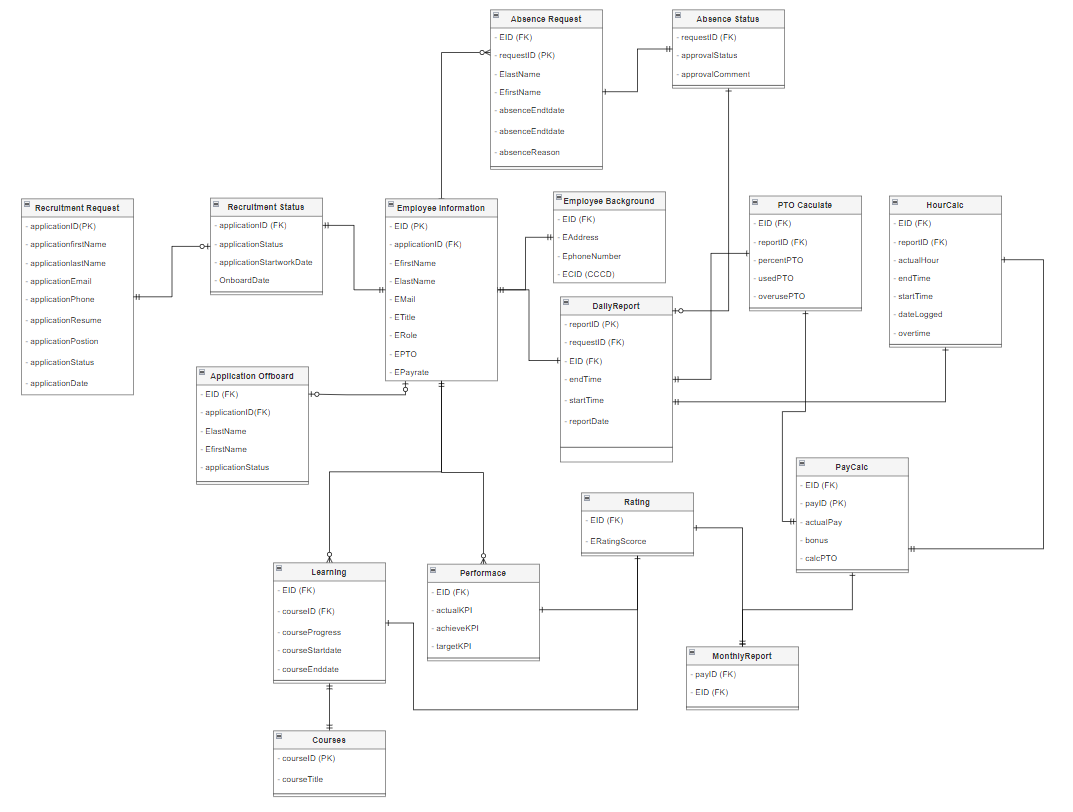 Absence Request
- EID (FK)
- requestID (PK)
- ElastName
- EfirstName
- absenceEndtdate
- absenceEndtdate
- absenceReason
Absence Status
- requestID (FK)
- approvalStatus
- approvalComment
Recruitment Request
- applicationID(PK)
- applicationfirstName
- applicationlastName
- applicationEmail
- applicationPhone
- applicationResume
- applicationPostion
- applicationStatus
- applicationDate
Recruitment Status
- applicationID (FK)
- applicationStatus
- applicationStartworkDate
- OnboardDate
Employee Information
- EID (PK)
- applicationID (FK)
- EfirstName
- ElastName
- EMail
- ETitle
- ERole
- EPTO
- EPayrate
Employee Background
- EID (FK)
- EAddress
- EphoneNumber
- ECID (CCCD)
PTO Caculate
- EID (FK)
- reportID (FK)
- percentPTO
- usedPTO
- overusePTO
HourCalc
- EID (FK)
- reportID (FK)
- actualHour
- endTime
- startTime
- dateLogged
- overtime
DailyReport
- reportID (PK)
- requestID (FK)
- EID (FK)
- endTime
- startTime
- reportDate
Application Offboard
- EID (FK)
- applicationID(FK)
- ElastName
- EfirstName
- applicationStatus
PayCalc
- EID (FK)
- payID (PK)
- actualPay
- bonus
- calcPTO
Rating
- EID (FK)
- ERatingScorce
Learning
- EID (FK)
- courseID (FK)
- courseProgress
- courseStartdate
- courseEnddate
Performace
- EID (FK)
- actualKPI
- achieveKPI
- targetKPI
MonthlyReport
- payID (FK)
- EID (FK)
Courses
- courseID (PK)
- courseTitle